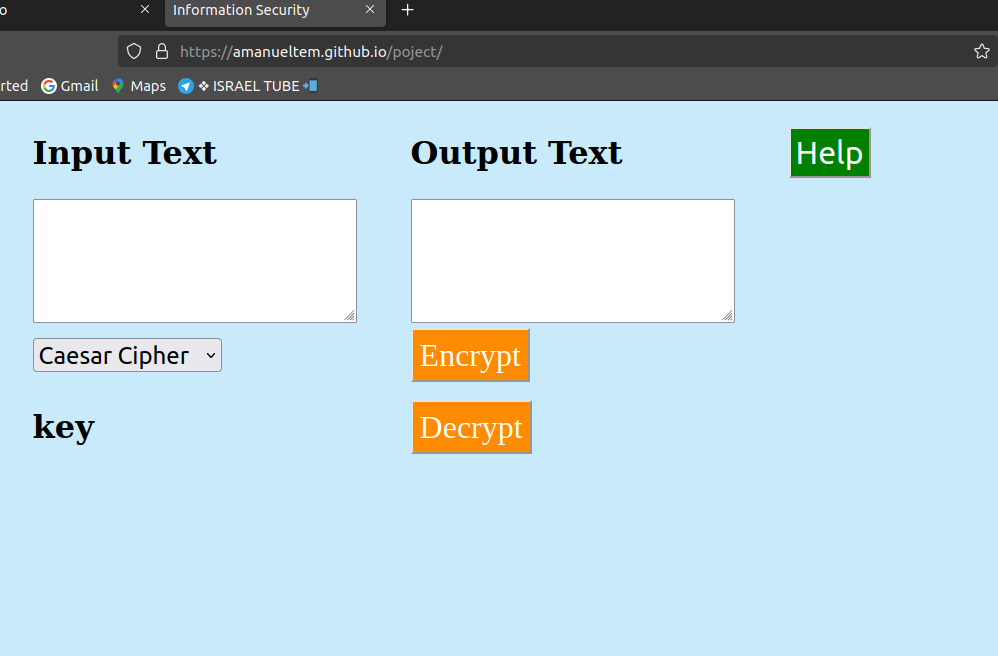 o
Information Security
https://amanueltem.github.io/poject/
rted Gmail Maps ❖ ISRAEL TUBE 📲
Input Text Output Text Help
Caesar Cipher
Encrypt
key
Decrypt